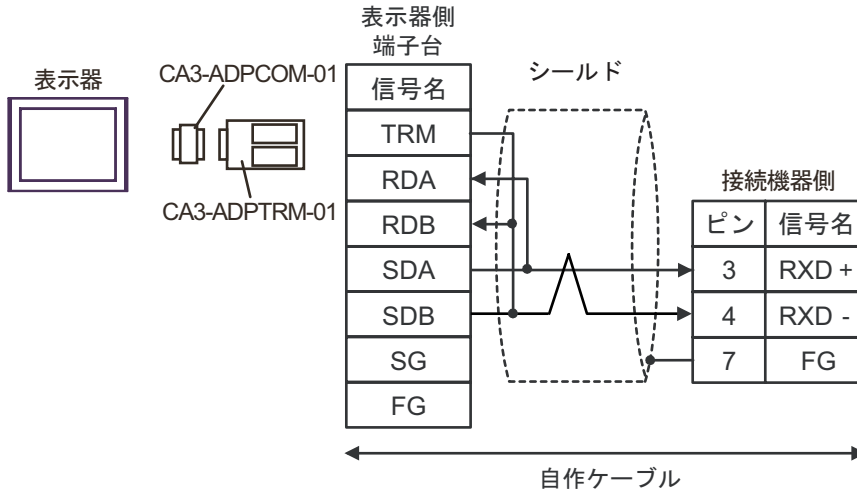 表示器側
端子台
表示器
CA3-ADPCOM-01
CA3-ADPTRM-01
信号名
TRM
RDA
RDB
SDA
SDB
SG
FG
シールド
接続機器側
ピン 信号名
3 RXD +
4 RXD -
7 FG
自作ケーブル